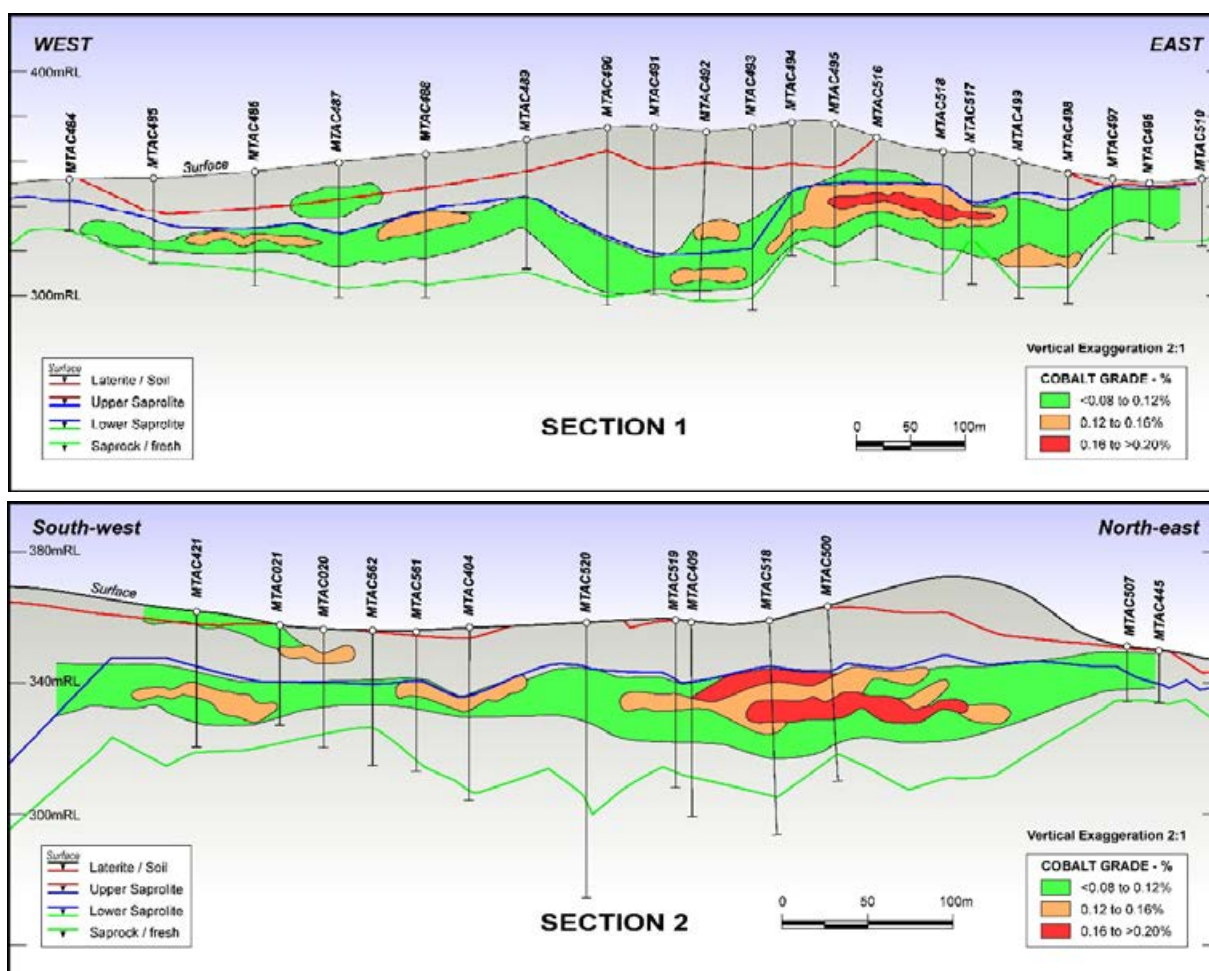 WEST
EAST
400mRL
MTAC484
MTAC485
MTAC486
MTAC487
MTAC488
MTAC489
MTAC490
MTAC491
MTAC492
MTAC493
MTAC494
MTAC495
MTAC516
MTAC518
MTAC517
MTAC499
MTAC498
MTAC497
MTAC496
MTAC510
Surface
300mRL
Surface
Laterite / Soil
Upper Saprolite
Lower Saprolite
Saprock / fresh
SECTION 1
0 50 100m
Vertical Exaggeration 2:1
COBALT GRADE - %
<0.08 to 0.12%
0.12 to 0.16%
0.16 to >0.20%
South-west
North-east
380mRL
MTAC421
MTAC021
MTAC020
MTAC562
MTAC561
MTAC404
MTAC520
MTAC519
MTAC409
MTAC518
MTAC500
MTAC507
MTAC445
Surface
340mRL
340mRL
300mRL
Surface
Laterite / Soil
Upper Saprolite
Lower Saprolite
Saprock / fresh
SECTION 2
0 50 100m
Vertical Exaggeration 2:1
COBALT GRADE - %
<0.08 to 0.12%
0.12 to 0.16%
0.16 to >0.20%